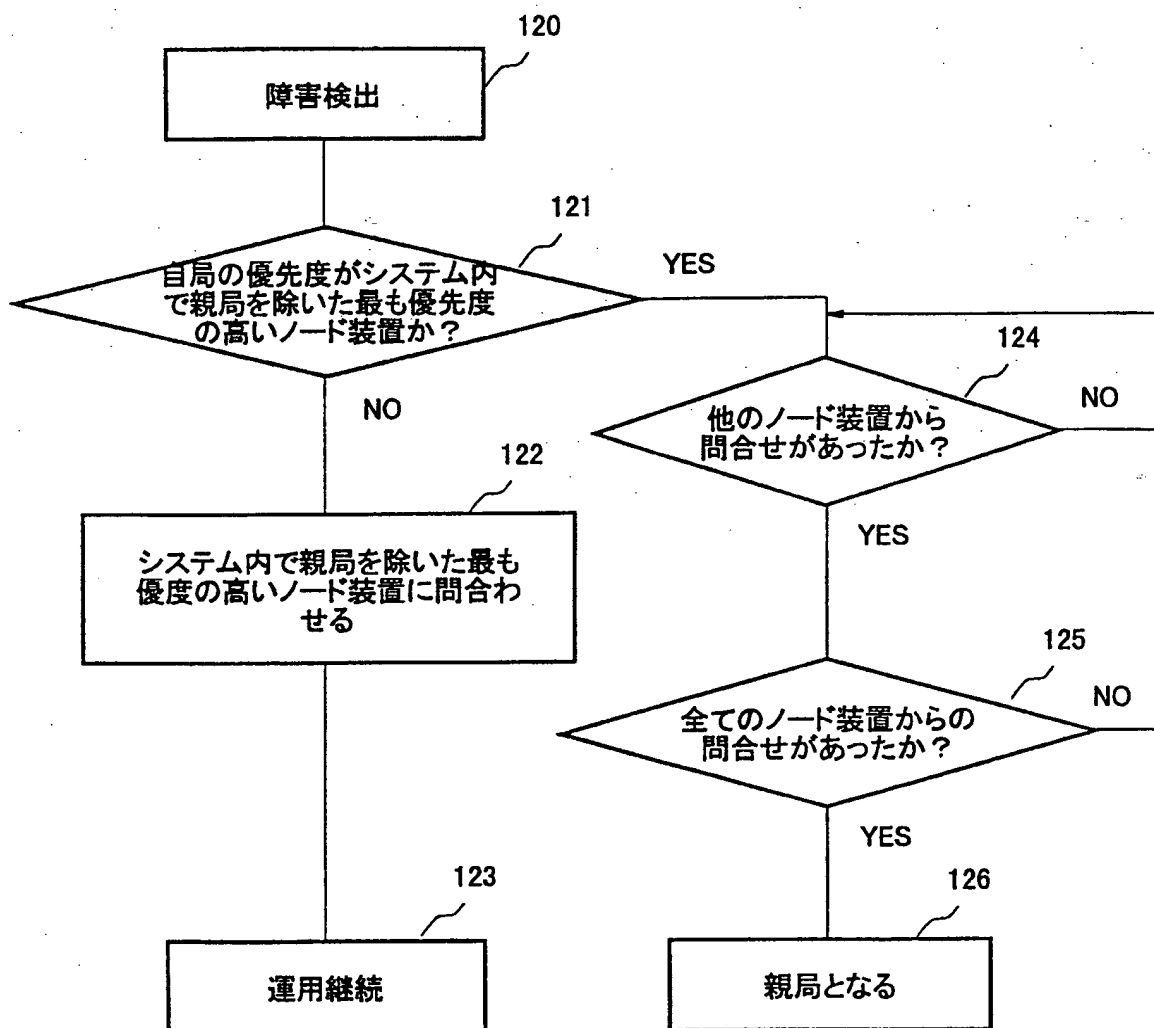 120
障害検出
121
自局の優先度がシステム内
で親局を除いた最も優先度
の高いノード装置か？
YES
NO
124
他のノード装置から
問合せがあったか？
NO
YES
122
システム内で親局を除いた最も
優度の高いノード装置に問合わ
せる
125
全てのノード装置からの
問合せがあったか？
NO
YES
123
運用継続
126
親局となる